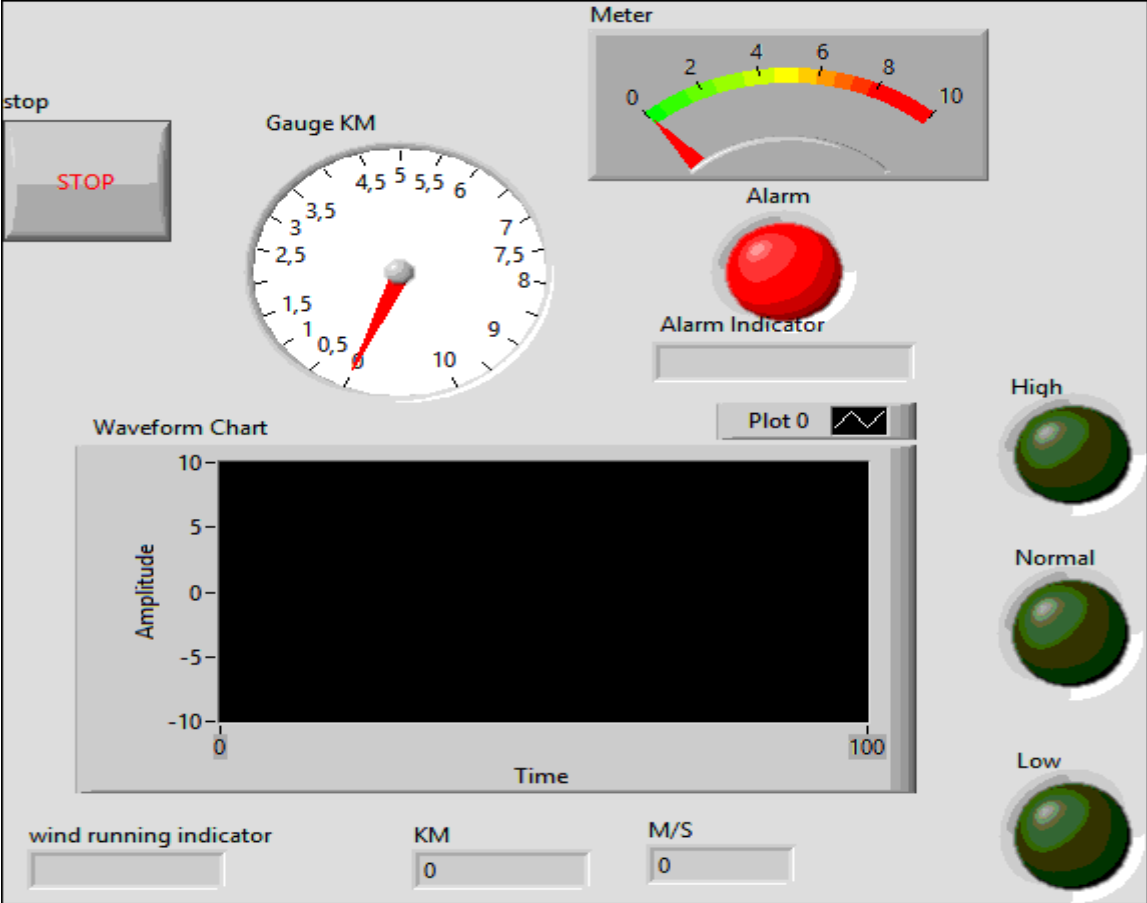 Meter
0 2 4 6 8 10
stop
STOP
Gauge KM
0 0,5 1 1,5 2,5 3 3,5 4,5 5 5,5 6 7 7,5 8 9 10
Alarm
Alarm Indicator
High
Plot 0
Waveform Chart
10
5
0
-5
-10
Amplitude
0 100
Time
Normal
Low
wind running indicator
KM
0
M/S
0